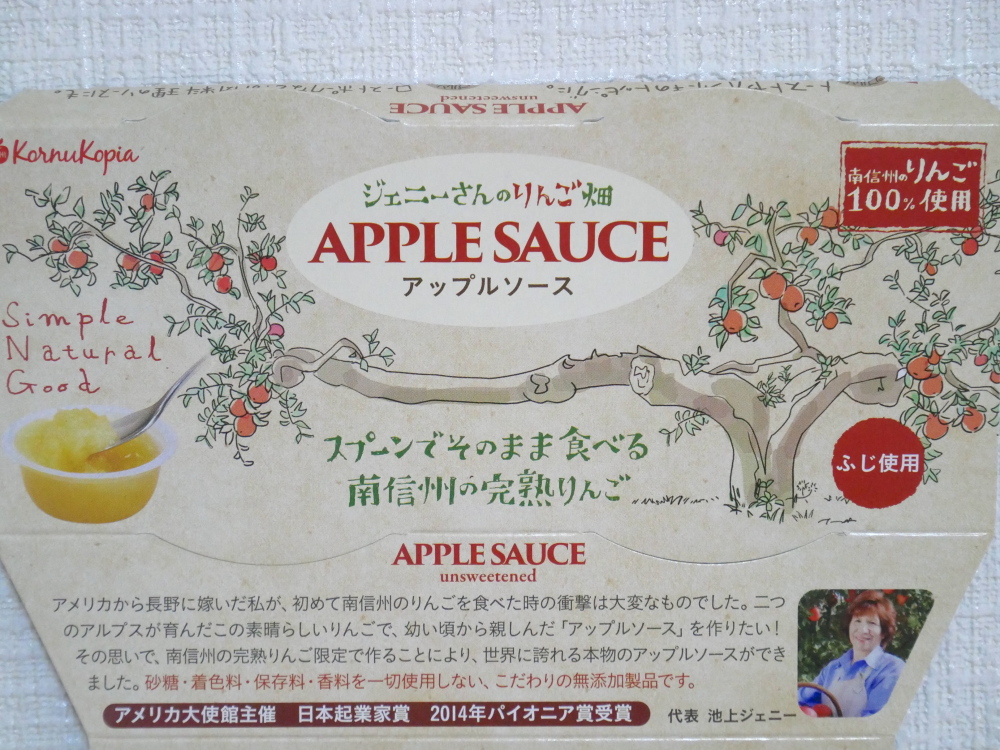 APPLE SAUCE
unsweetened
KornuKopia
ジェニーさんのりんご畑
APPLE SAUCE
アップルソース
南信州のりんご
100%使用
Simple
Natural
Good
スプーンでそのまま食べる
南信州の完熟りんご
ふじ使用
APPLE SAUCE
unsweetened
アメリカから長野に嫁いだ私が、初めて南信州のりんごを食べた時の衝撃は大変なものでした。二つ
のアルプスが育んだこの素晴らしいりんごで、幼い頃から親しんだ「アップルソース」を作りたい！
その思いで、南信州の完熟りんご限定で作ることにより、世界に誇れる本物のアップルソースができ
ました。砂糖・着色料・保存料・香料を一切使用しない、こだわりの無添加製品です。
アメリカ大使館主催 日本起業家賞 2014年パイオニア賞受賞
代表 池上ジェニー